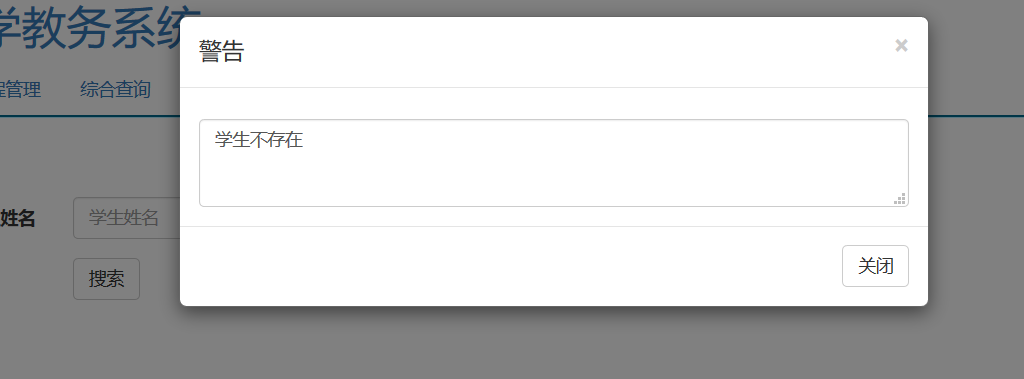 学教务系统
警告
×
程管理
综合查询
学生不存在
姓名
学生姓名
搜索
关闭